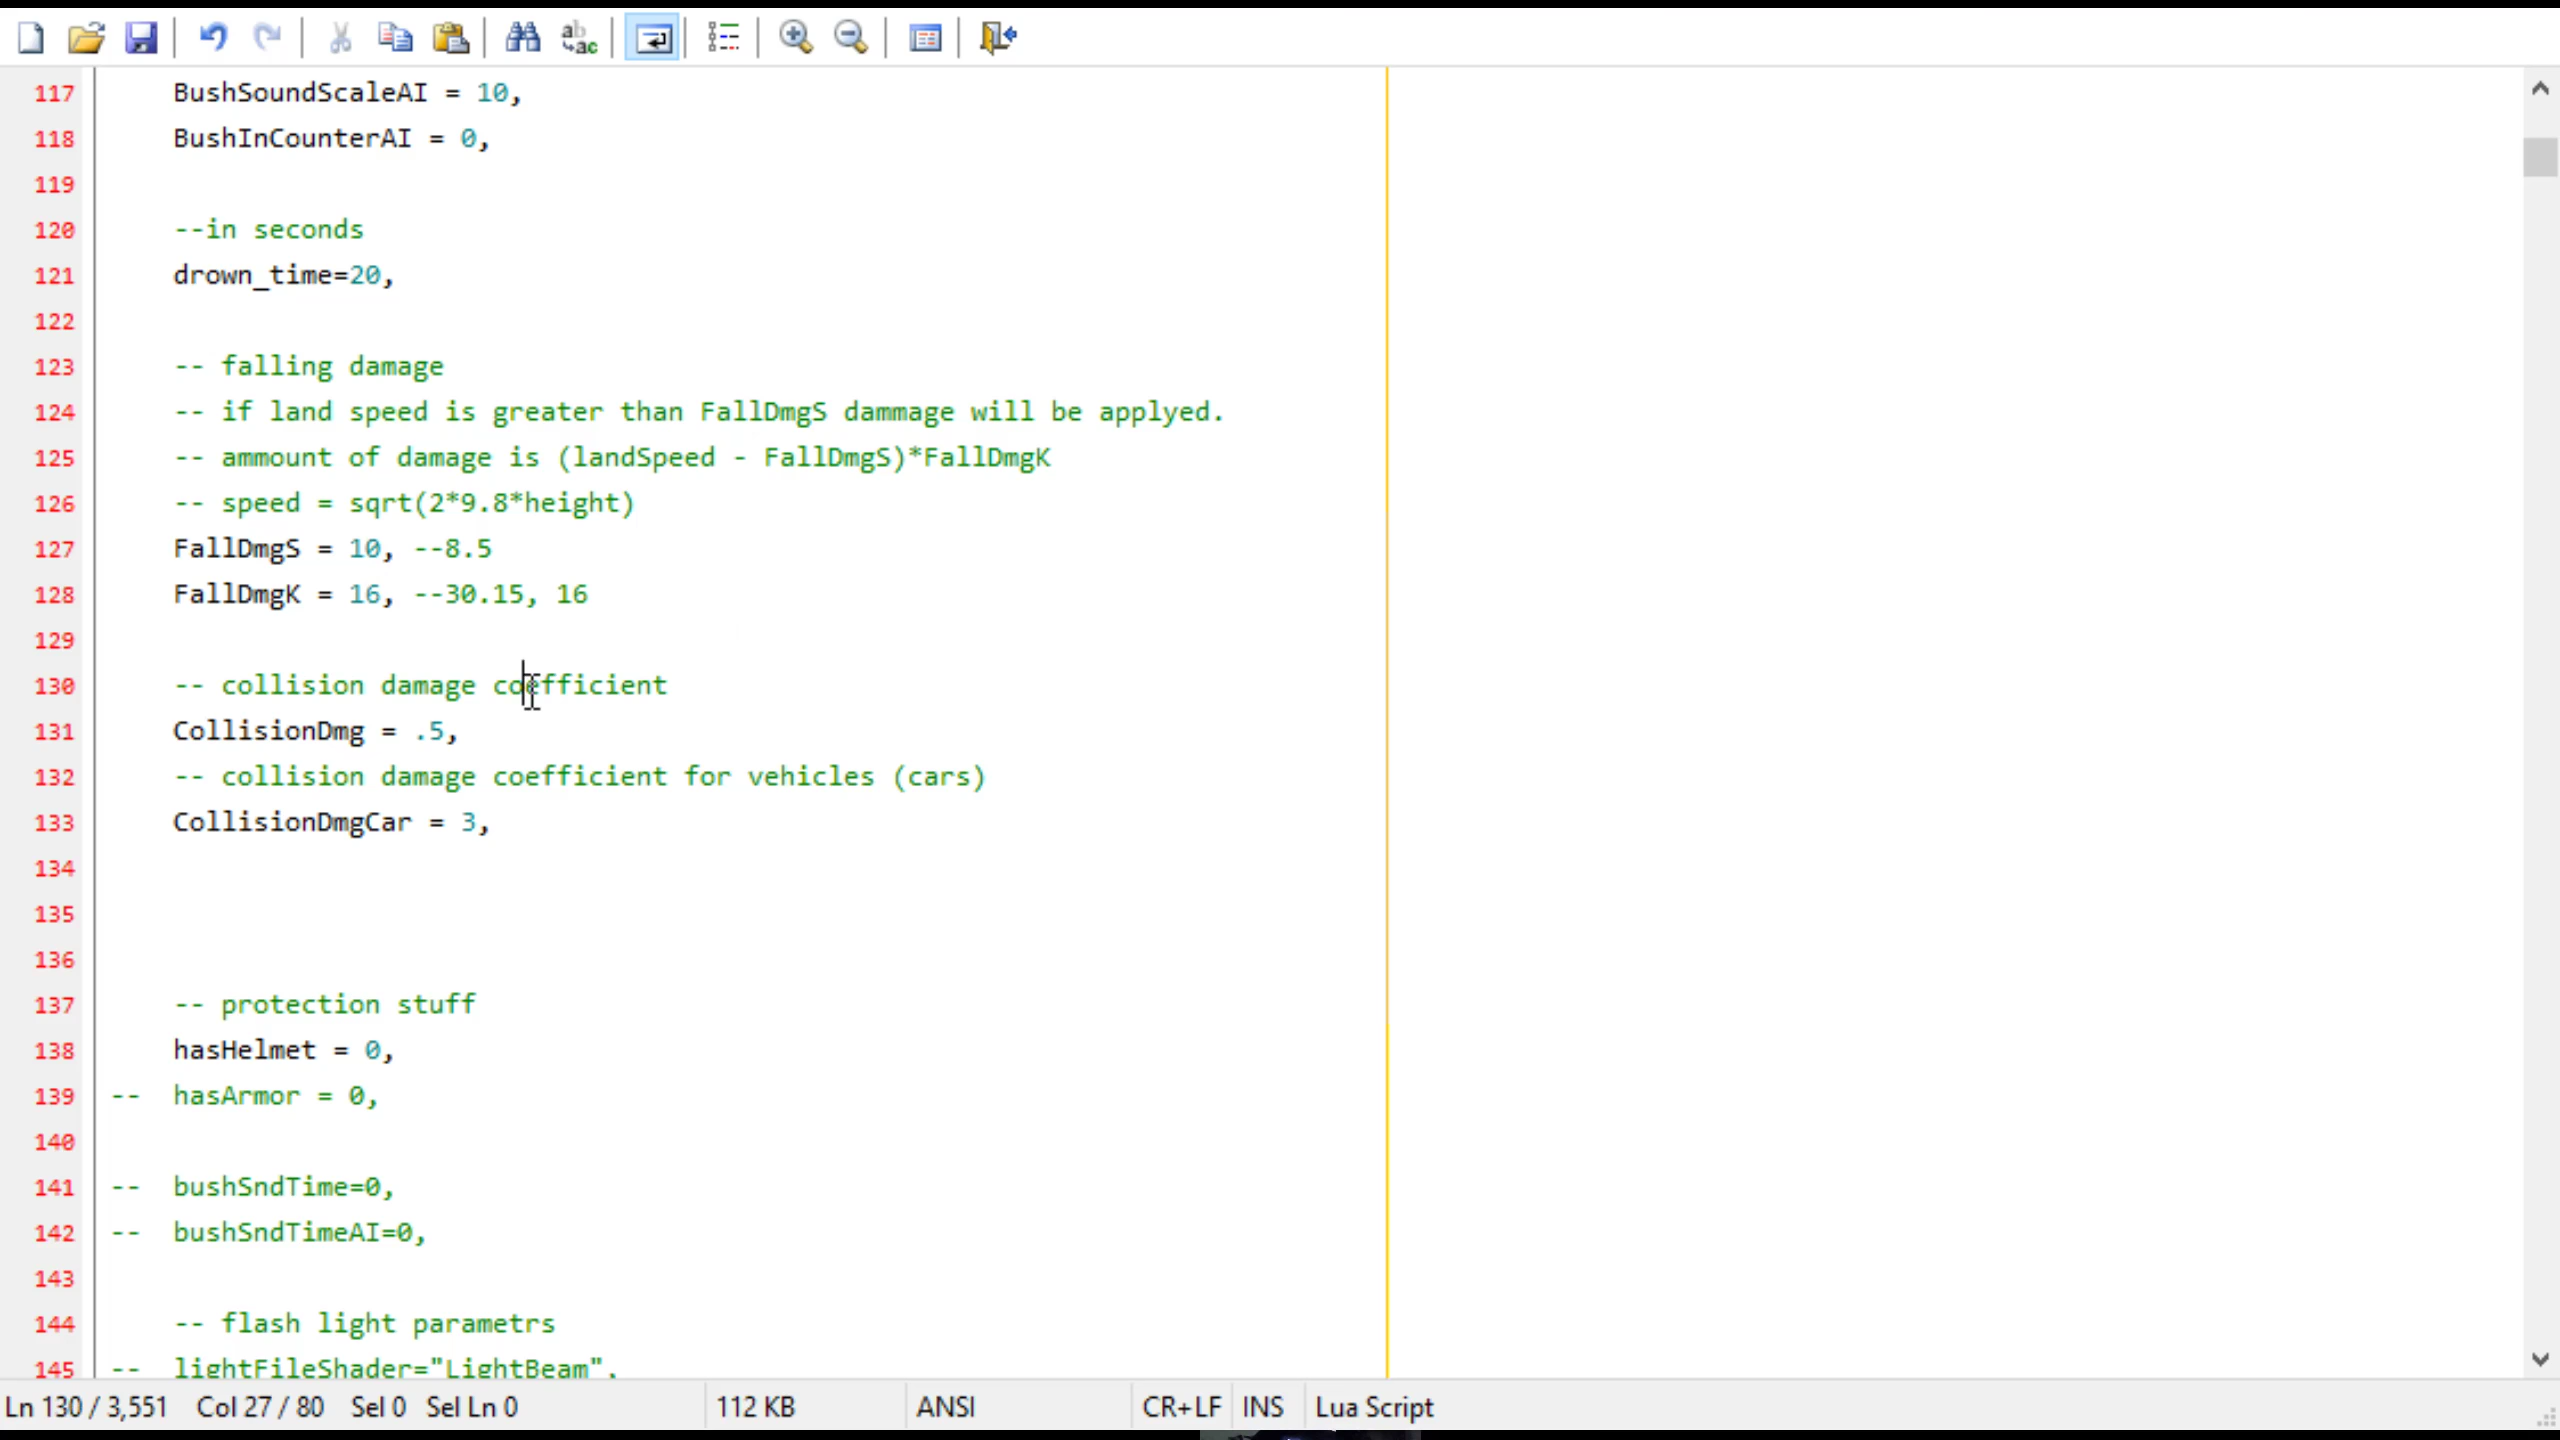 117 BushSoundScaleAI = 10,
118 BushInCounterAI = 0,
119
120 --in seconds
121 drown_time=20,
122
123 -- falling damage
124 -- if land speed is greater than FallDmgS dammage will be applyed.
125 -- ammount of damage is (landSpeed - FallDmgS)*FallDmgK
126 -- speed = sqrt(2*9.8*height)
127 FallDmgS = 10, --8.5
128 FallDmgK = 16, --30.15, 16
129
130 -- collision damage coefficient
131 CollisionDmg = .5,
132 -- collision damage coefficient for vehicles (cars)
133 CollisionDmgCar = 3,
134
135
136
137 -- protection stuff
138 hasHelmet = 0,
139 -- hasArmor = 0,
140
141 -- bushSndTime=0,
142 -- bushSndTimeAI=0,
143
144 -- flash light parametrs
145 -- lightFileShader="LightBeam",
Ln 130 / 3,551 Col 27 / 80 Sel 0 Sel Ln 0 112 KB ANSI CR+LF INS Lua Script